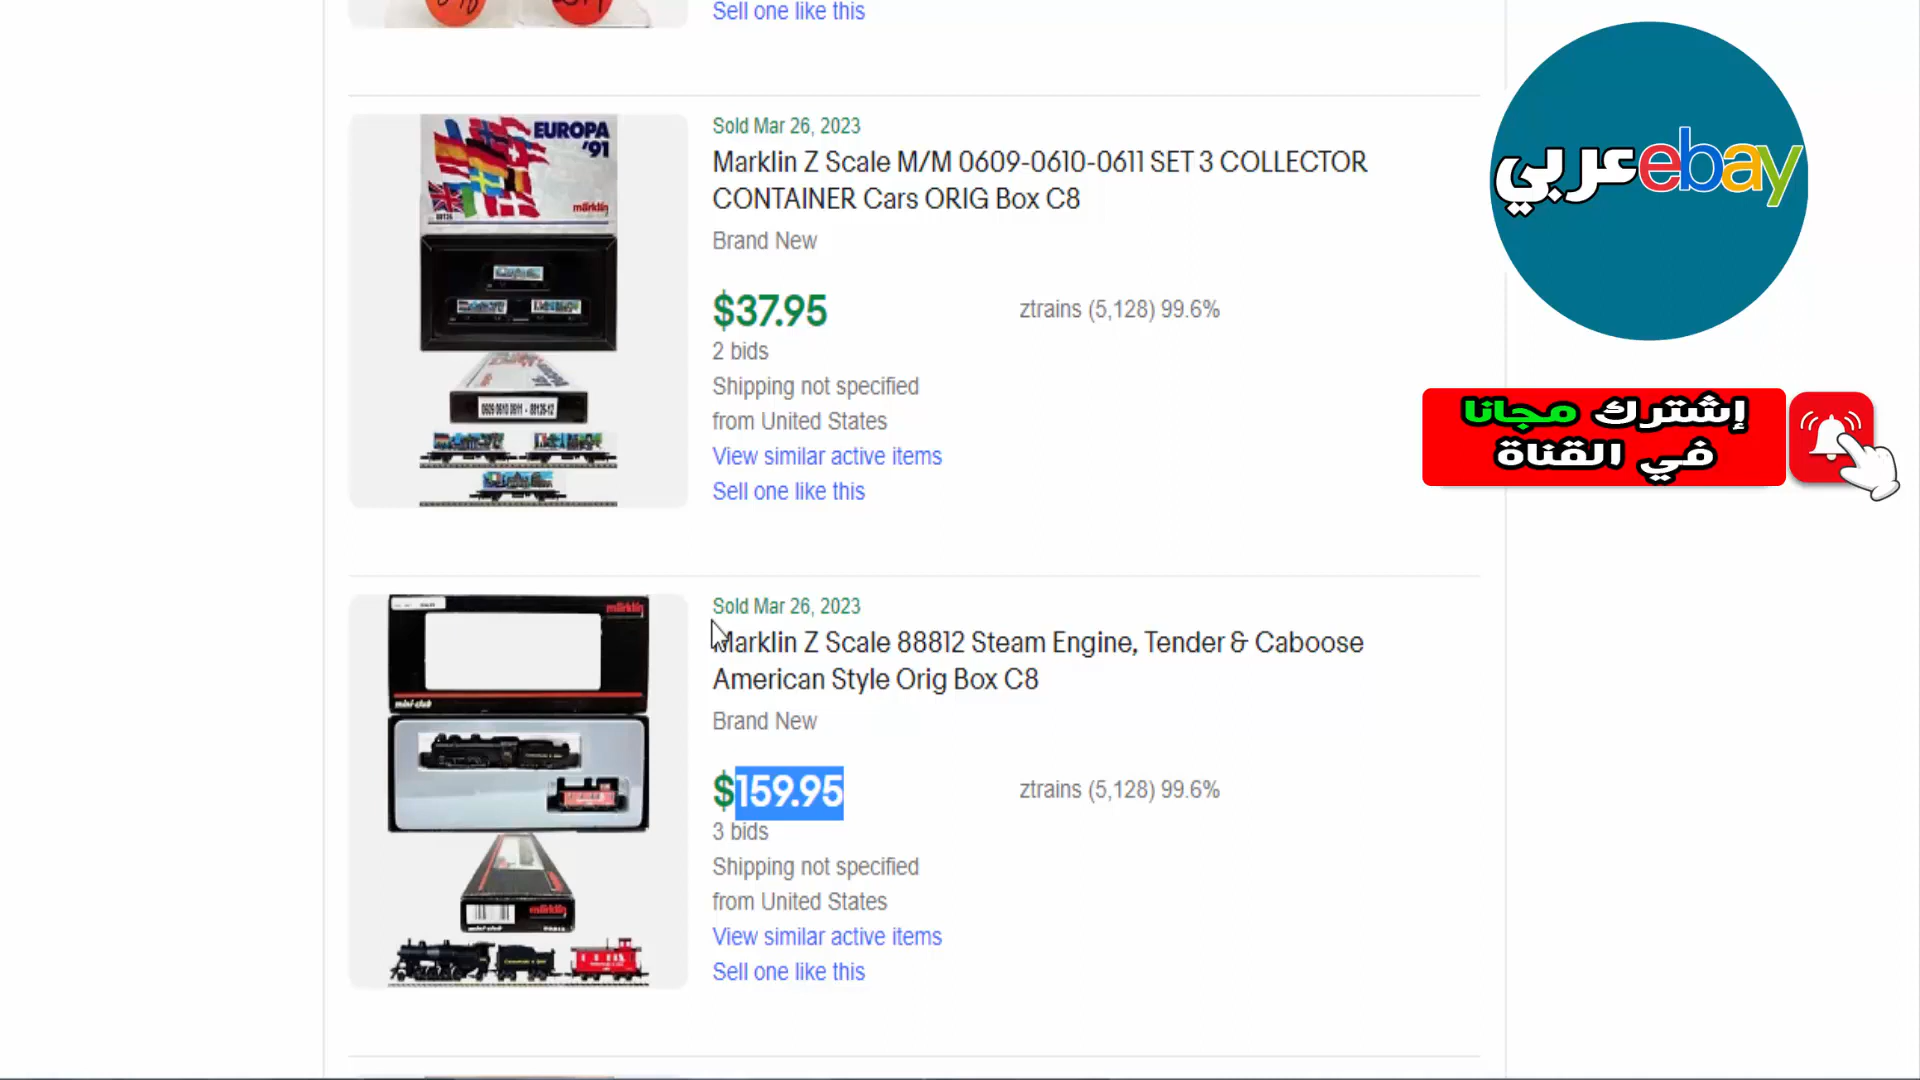 Sell one like this
EUROPA
'91
märklin
Sold Mar 26, 2023
Marklin Z Scale M/M 0609-0610-0611 SET 3 COLLECTOR
CONTAINER Cars ORIG Box C8
Brand New
$37.95
ztrains (5,128) 99.6%
2 bids
Shipping not specified
from United States
View similar active items
Sell one like this
märklin
mini-club
märklin
mini-club
Sold Mar 26, 2023
Marklin Z Scale 88812 Steam Engine, Tender & Caboose
American Style Orig Box C8
Brand New
$159.95
ztrains (5,128) 99.6%
3 bids
Shipping not specified
from United States
View similar active items
Sell one like this
ebay عربي
إشترك مجانا
في القناة